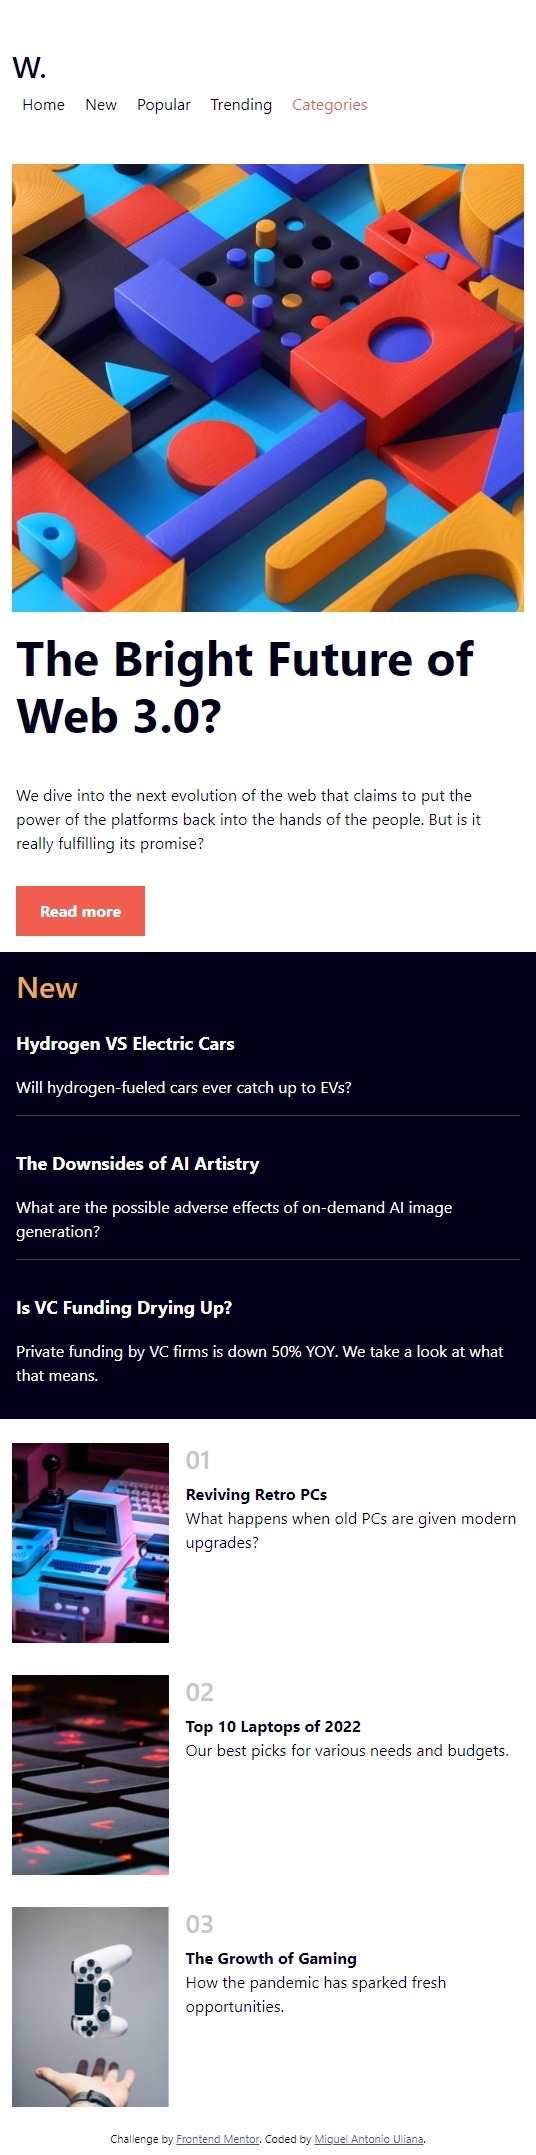 W.
Home New Popular Trending Categories
The Bright Future of
Web 3.0?
We dive into the next evolution of the web that claims to put the
power of the platforms back into the hands of the people. But is it
really fulfilling its promise?
Read more
New
Hydrogen VS Electric Cars
Will hydrogen-fueled cars ever catch up to EVs?
The Downsides of AI Artistry
What are the possible adverse effects of on-demand AI image
generation?
Is VC Funding Drying Up?
Private funding by VC firms is down 50% YOY. We take a look at what
that means.
01
Reviving Retro PCs
What happens when old PCs are given modern
upgrades?
02
Top 10 Laptops of 2022
Our best picks for various needs and budgets.
03
The Growth of Gaming
How the pandemic has sparked fresh
opportunities.
Challenge by Frontend Mentor. Coded by Miguel Antonio Uliana.